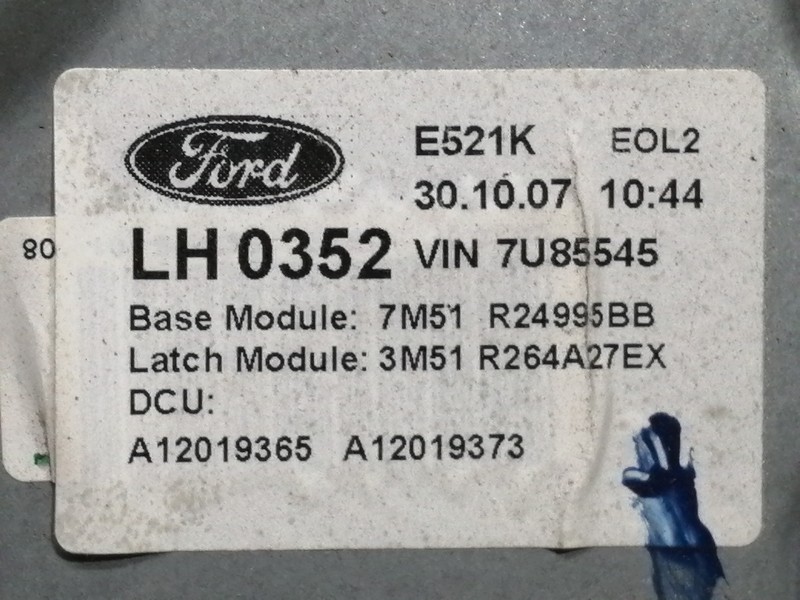 Ford
E521K EOL2
30.10.07 10:44
LH 0352 VIN 7U85545
80
Base Module: 7M51 R24995BB
Latch Module: 3M51 R264A27EX
DCU:
A12019365 A12019373